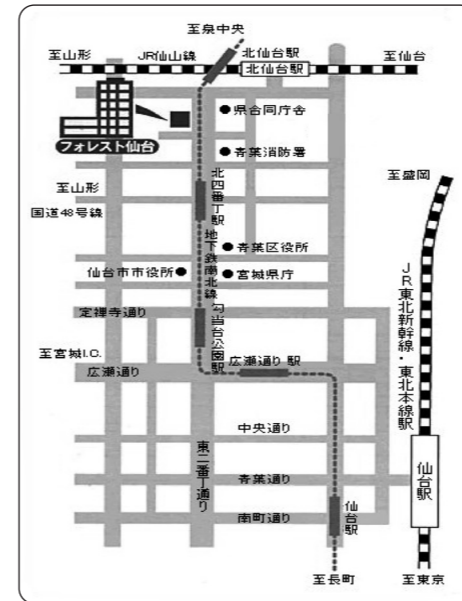 至泉中央
至山形
JR仙山線
北仙台駅
北仙台駅
至仙台
県合同庁舎
フォレスト仙台
青葉消防署
至盛岡
至山形
国道48号線
北四番丁駅
地下鉄南北線
青葉区役所
仙台市市役所
宮城県庁
JR東北新幹線・東北本線駅
定禅寺通り
勾当台公園駅
至宮城I.C.
広瀬通り
広瀬通り 駅
中央通り
東二番丁通り
青葉通り
南町通り
仙台駅
仙台駅
至長町
至東京